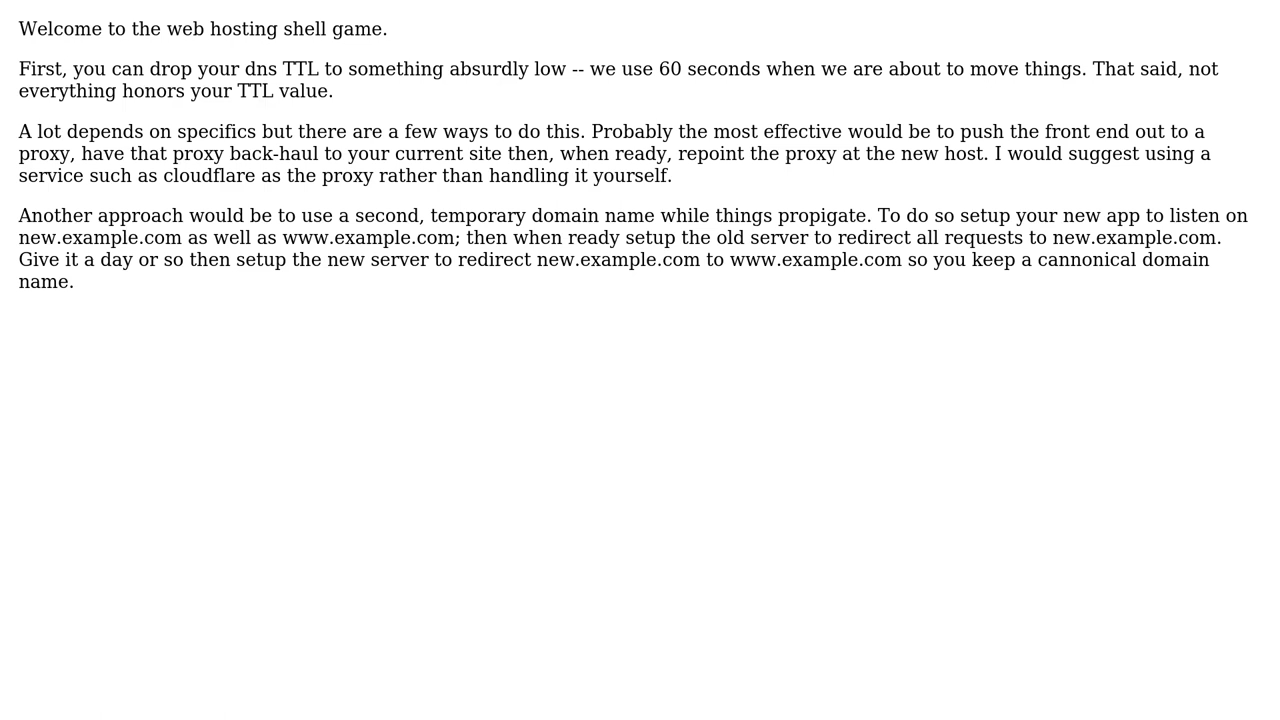 Welcome to the web hosting shell game.
First, you can drop your dns TTL to something absurdly low -- we use 60 seconds when we are about to move things. That said, not
everything honors your TTL value.
A lot depends on specifics but there are a few ways to do this. Probably the most effective would be to push the front end out to a
proxy, have that proxy back-haul to your current site then, when ready, repoint the proxy at the new host. I would suggest using a
service such as cloudflare as the proxy rather than handling it yourself.
Another approach would be to use a second, temporary domain name while things propigate. To do so setup your new app to listen on
new.example.com as well as www.example.com; then when ready setup the old server to redirect all requests to new.example.com.
Give it a day or so then setup the new server to redirect new.example.com to www.example.com so you keep a cannonical domain
name.